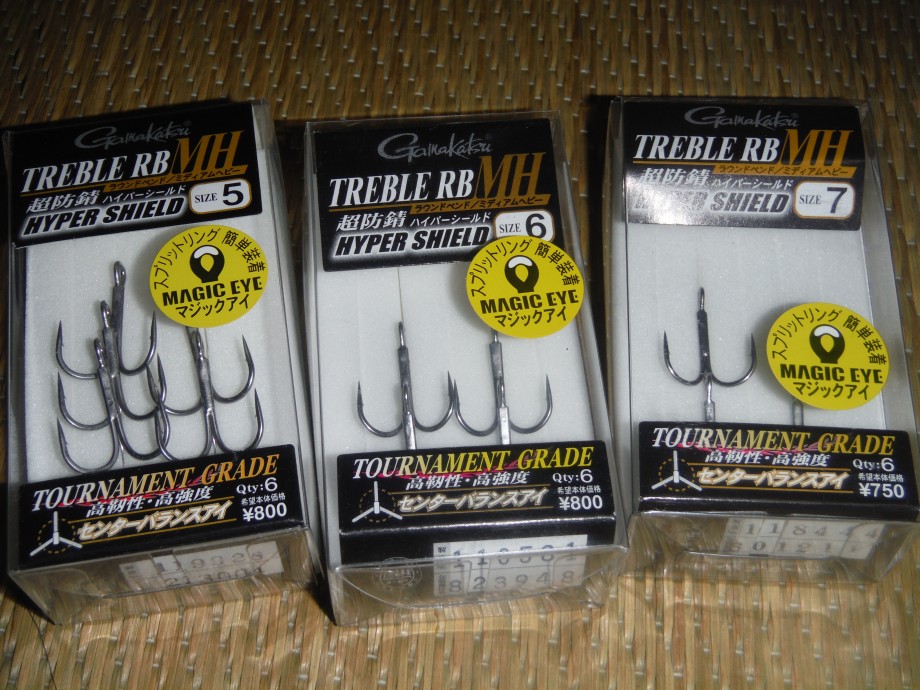 Gamakatsu
TREBLE RB MH
ラウンドベンド/ミディアムヘビー
超防錆 ハイパーシールド
HYPER SHIELD
SIZE 5
スプリットリング 簡単装着
MAGIC EYE
マジックアイ
TOURNAMENT GRADE
高靭性・高強度
センターバランスアイ
Qty:6
希望本体価格
¥800
Gamakatsu
TREBLE RB MH
ラウンドベンド/ミディアムヘビー
超防錆 ハイパーシールド
HYPER SHIELD
SIZE 6
スプリットリング 簡単装着
MAGIC EYE
マジックアイ
TOURNAMENT GRADE
高靭性・高強度
センターバランスアイ
Qty:6
希望本体価格
¥800
Gamakatsu
TREBLE RB MH
ラウンドベンド/ミディアムヘビー
超防錆 ハイパーシールド
HYPER SHIELD
SIZE 7
スプリットリング 簡単装着
MAGIC EYE
マジックアイ
TOURNAMENT GRADE
高靭性・高強度
センターバランスアイ
Qty:6
希望本体価格
¥750